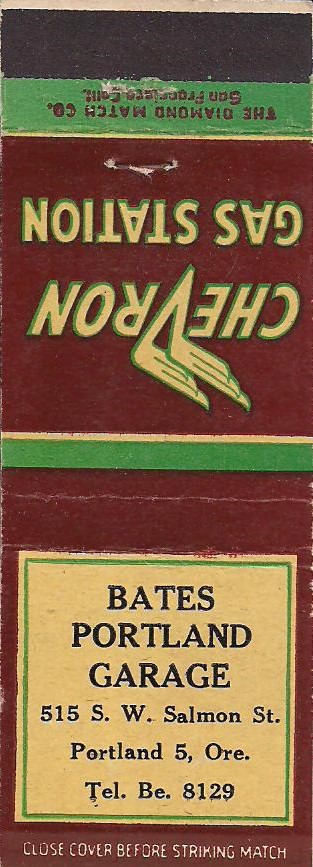 THE DIAMOND MATCH CO.
San Francisco, Calif.
CHEVRON
GAS STATION
BATES
PORTLAND
GARAGE
515 S. W. Salmon St.
Portland 5, Ore.
Tel. Be. 8129
CLOSE COVER BEFORE STRIKING MATCH